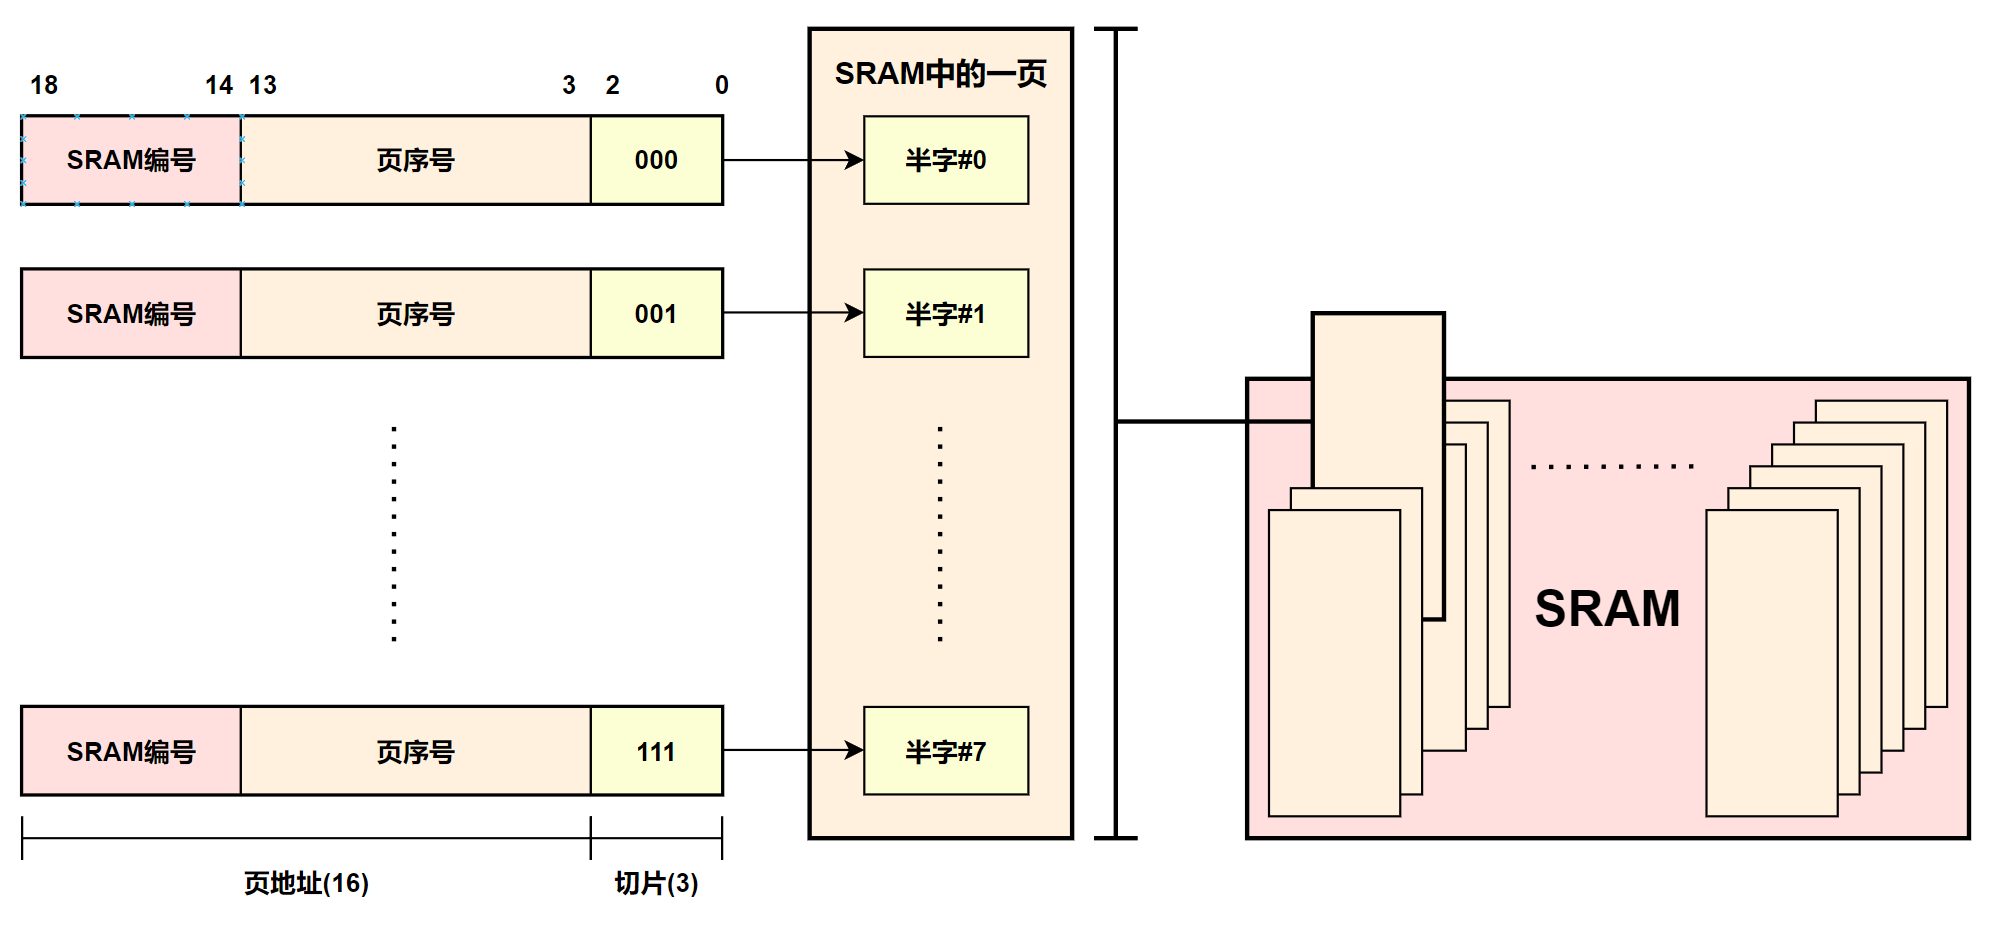 18 14 13 3 2 0
SRAM中的一页
SRAM编号 页序号 000 半字#0
SRAM编号 页序号 001 半字#1
SRAM
SRAM编号 页序号 111 半字#7
页地址(16) 切片(3)